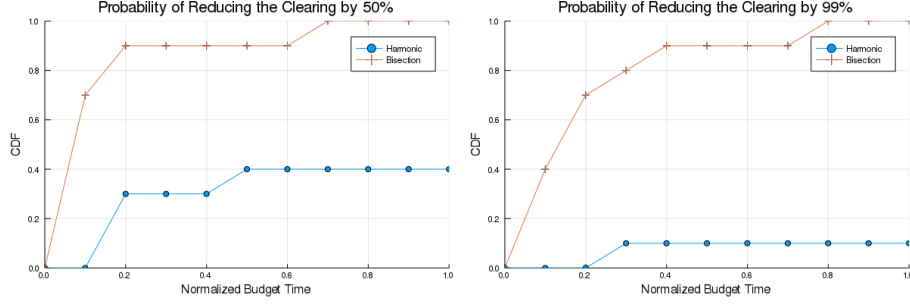 Probability of Reducing the Clearing by 50%
1.0
0.8
0.6
0.4
0.2
0.0
CDF
Harmonic
Bisection
0.0 0.2 0.4 0.6 0.8 1.0
Normalized Budget Time
Probability of Reducing the Clearing by 99%
1.0
0.8
0.6
0.4
0.2
0.0
CDF
Harmonic
Bisection
0.0 0.2 0.4 0.6 0.8 1.0
Normalized Budget Time